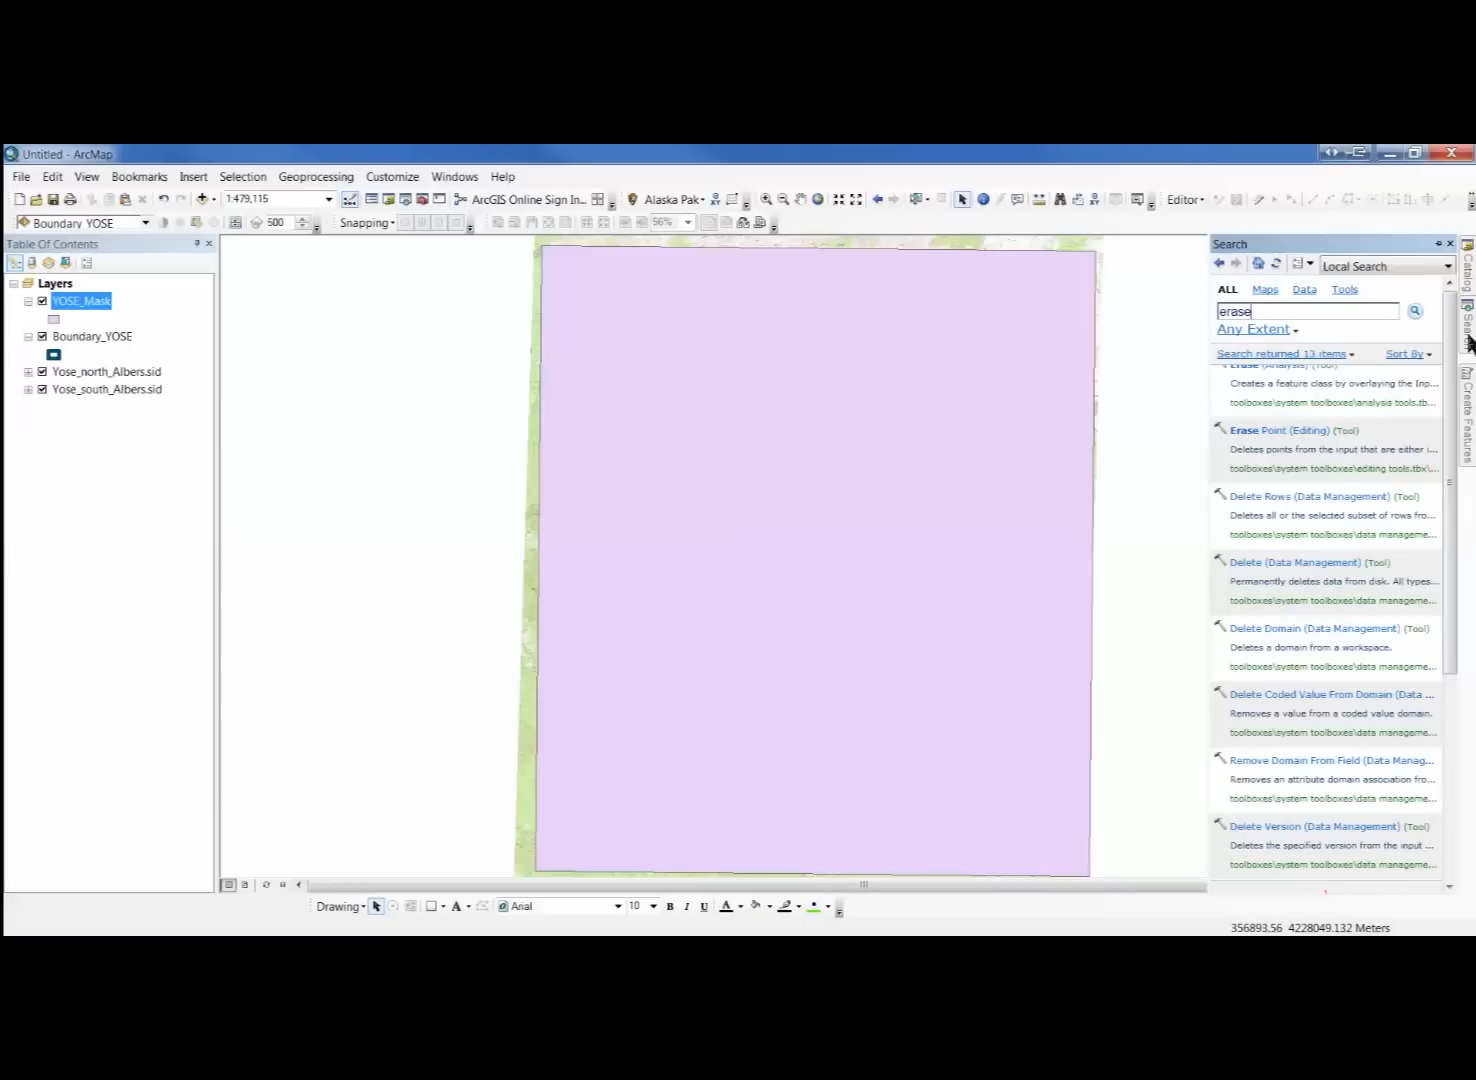 Untitled - ArcMap
File Edit View Bookmarks Insert Selection Geoprocessing Customize Windows Help
1:479,115
ArcGIS Online Sign In...
Alaska Pak
Editor
Boundary YOSE
500
Snapping
56%
Table Of Contents
Layers
YOSE_Mask
Boundary_YOSE
Yose_north_Albers.sid
Yose_south_Albers.sid
Search
Local Search
ALL Maps Data Tools
erase
Any Extent
Search returned 13 items
Sort By
Erase (Analysis) (Tool)
Creates a feature class by overlaying the Inp...
toolboxes\system toolboxes\analysis tools.tb...
Erase Point (Editing) (Tool)
Deletes points from the input that are either i...
toolboxes\system toolboxes\editing tools.tbx\...
Delete Rows (Data Management) (Tool)
Deletes all or the selected subset of rows fro...
toolboxes\system toolboxes\data manageme...
Delete (Data Management) (Tool)
Permanently deletes data from disk. All types...
toolboxes\system toolboxes\data manageme...
Delete Domain (Data Management) (Tool)
Deletes a domain from a workspace.
toolboxes\system toolboxes\data manageme...
Delete Coded Value From Domain (Data ...
Removes a value from a coded value domain.
toolboxes\system toolboxes\data manageme...
Remove Domain From Field (Data Manag...
Removes an attribute domain association fro...
toolboxes\system toolboxes\data manageme...
Delete Version (Data Management) (Tool)
Deletes the specified version from the input ...
toolboxes\system toolboxes\data manageme...
Catalog
Search
Create Features
Drawing
A
Arial
10
B I U A
356893.56 4228049.132 Meters